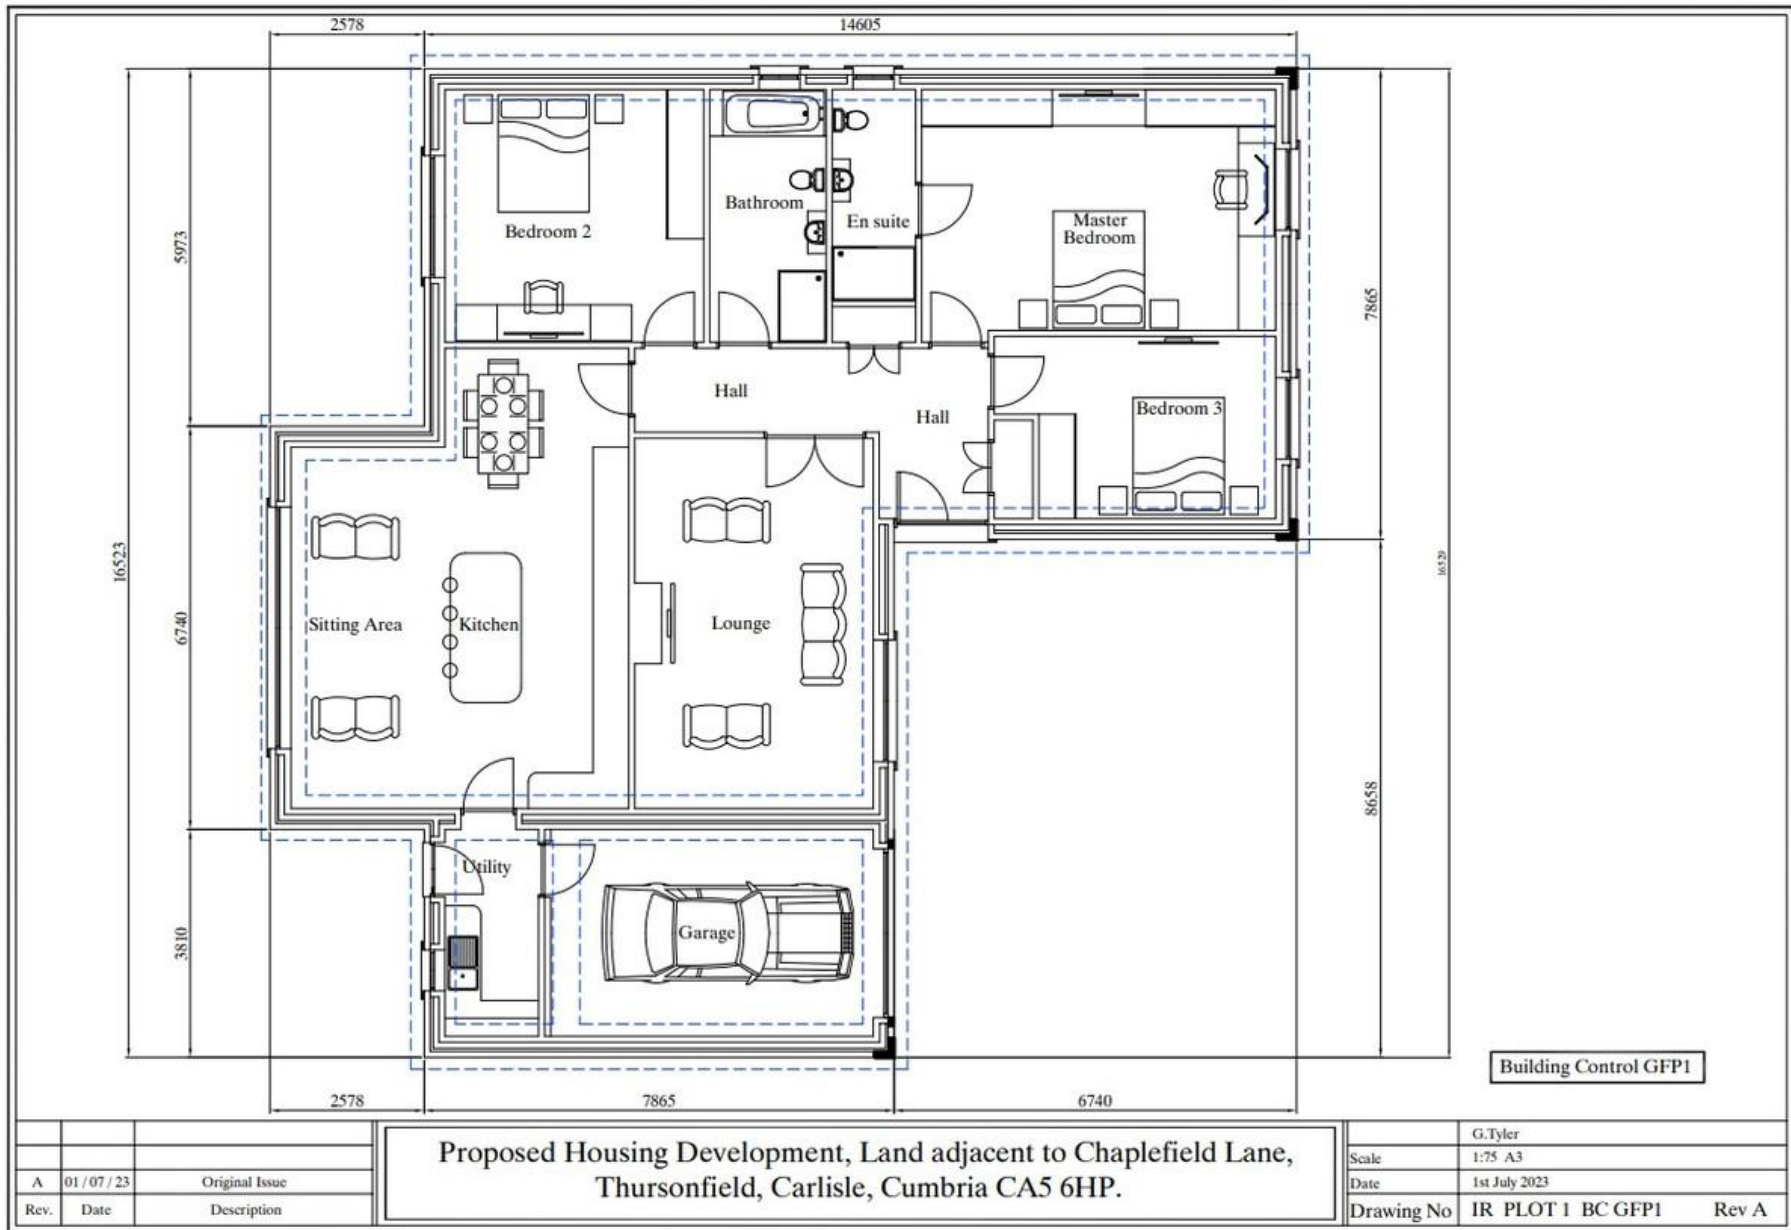 2578
14605
5973
16523
6740
3810
7865
16529
8658
Bedroom 2
Bathroom
En suite
Master
Bedroom
Hall
Hall
Bedroom 3
Sitting Area
Kitchen
Lounge
Utility
Garage
2578
7865
6740
Building Control GFP1
A 01 / 07 / 23 Original Issue
Rev. Date Description
Proposed Housing Development, Land adjacent to Chaplefield Lane,
Thursonfield, Carlisle, Cumbria CA5 6HP.
G.Tyler
Scale 1:75 A3
Date 1st July 2023
Drawing No IR PLOT 1 BC GFP1 Rev A